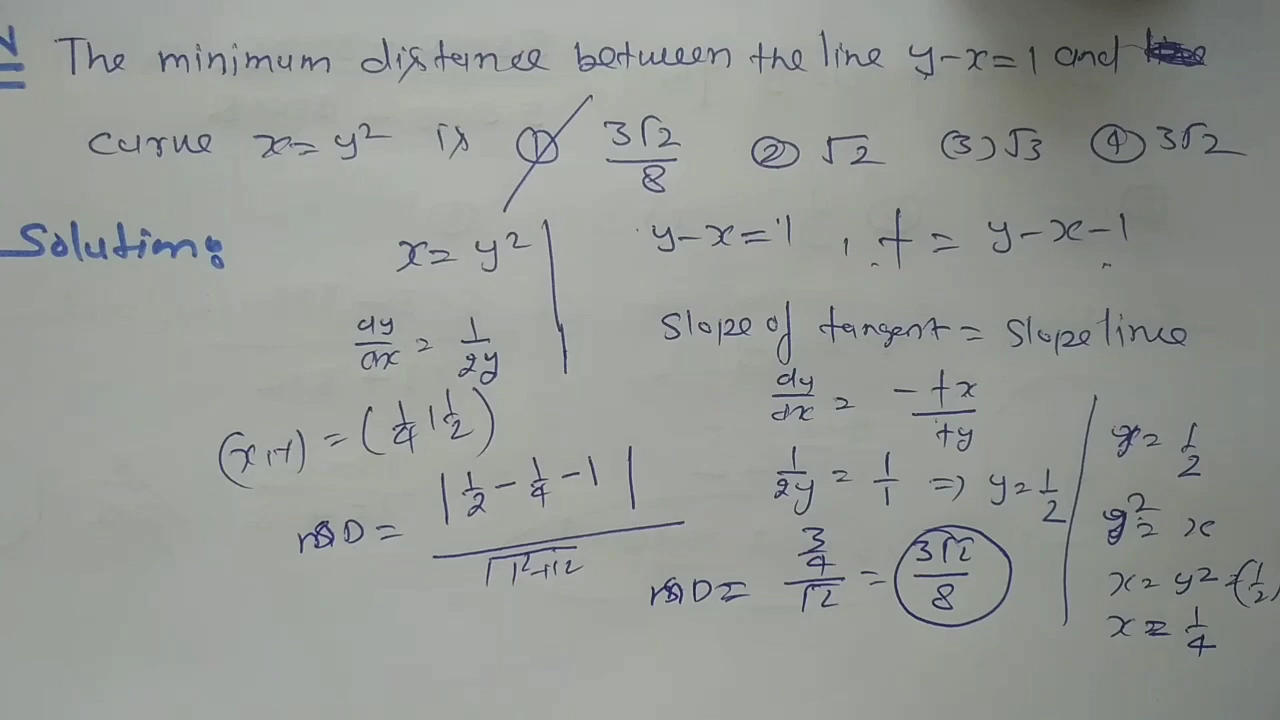 The minimum distance between the line y-x=1 and
curve x=y² is ① 3√2/8 ② √2 (3) √3 ④ 3√2
Solution:
x = y²
dy/dx = 1/2y
y-x=1, f = y-x-1
Slope of tangent = Slope line
dy/dx = -fx/fy
1/2y = 1/1 => y=1/2
y = 1/2
y² = x
x = y² = (1/2)
x = 1/4
(x,y) = (1/4, 1/2)
D = |1/2 - 1/4 - 1| / √1²+1²
D = 3/4/√2 = 3√2/8